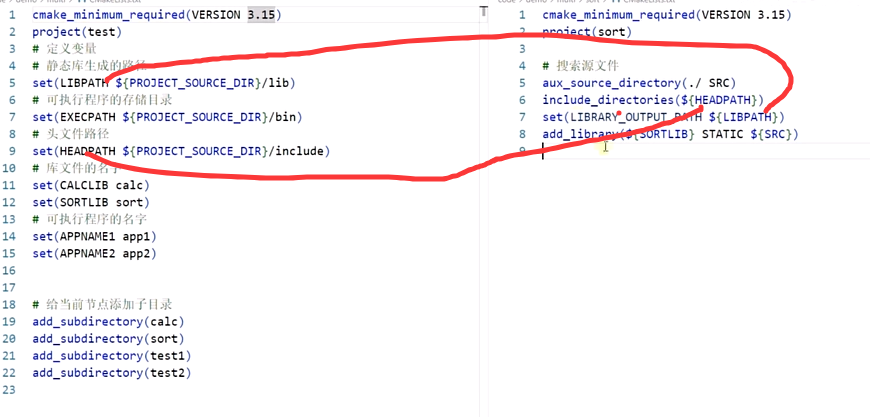 code / demo / multi / sort / CMakeLists.txt
1 cmake_minimum_required(VERSION 3.15)
2 project(test)
3 # 定义变量
4 # 静态库生成的路径
5 set(LIBPATH ${PROJECT_SOURCE_DIR}/lib)
6 # 可执行程序的存储目录
7 set(EXECPATH ${PROJECT_SOURCE_DIR}/bin)
8 # 头文件路径
9 set(HEADPATH ${PROJECT_SOURCE_DIR}/include)
10 # 库文件的名字
11 set(CALCLIB calc)
12 set(SORTLIB sort)
13 # 可执行程序的名字
14 set(APPNAME1 app1)
15 set(APPNAME2 app2)
16
17
18 # 给当前节点添加子目录
19 add_subdirectory(calc)
20 add_subdirectory(sort)
21 add_subdirectory(test1)
22 add_subdirectory(test2)
23
1 cmake_minimum_required(VERSION 3.15)
2 project(sort)
3
4 # 搜索源文件
5 aux_source_directory(./ SRC)
6 include_directories(${HEADPATH})
7 set(LIBRARY_OUTPUT_PATH ${LIBPATH})
8 add_library(${SORTLIB} STATIC ${SRC})
9